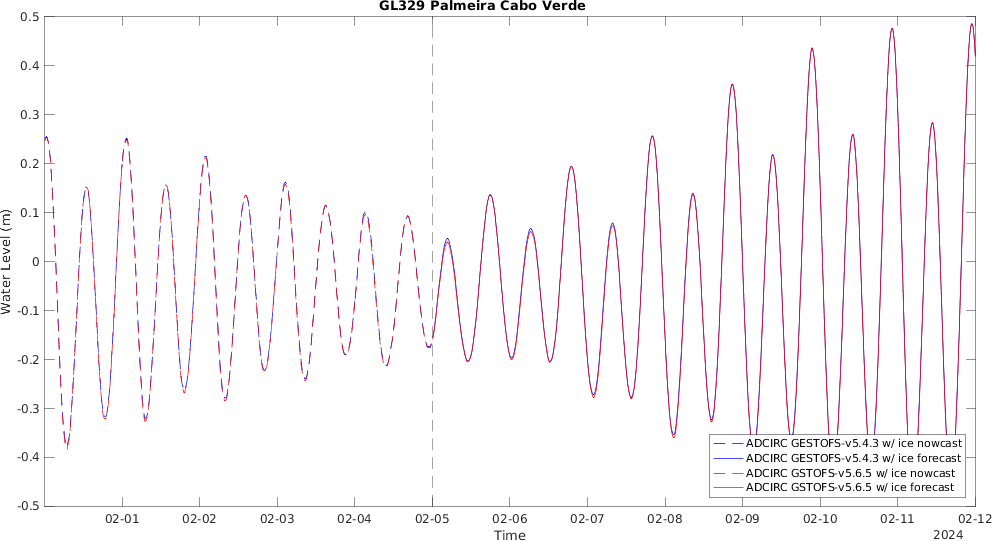 GL329 Palmeira Cabo Verde
0.5
0.4
0.3
0.2
0.1
0
-0.1
-0.2
-0.3
-0.4
-0.5
Water Level (m)
ADCIRC GESTOFS-v5.4.3 w/ ice nowcast
ADCIRC GESTOFS-v5.4.3 w/ ice forecast
ADCIRC GSTOFS-v5.6.5 w/ ice nowcast
ADCIRC GSTOFS-v5.6.5 w/ ice forecast
02-01 02-02 02-03 02-04 02-05 02-06 02-07 02-08 02-09 02-10 02-11 02-12
Time
2024